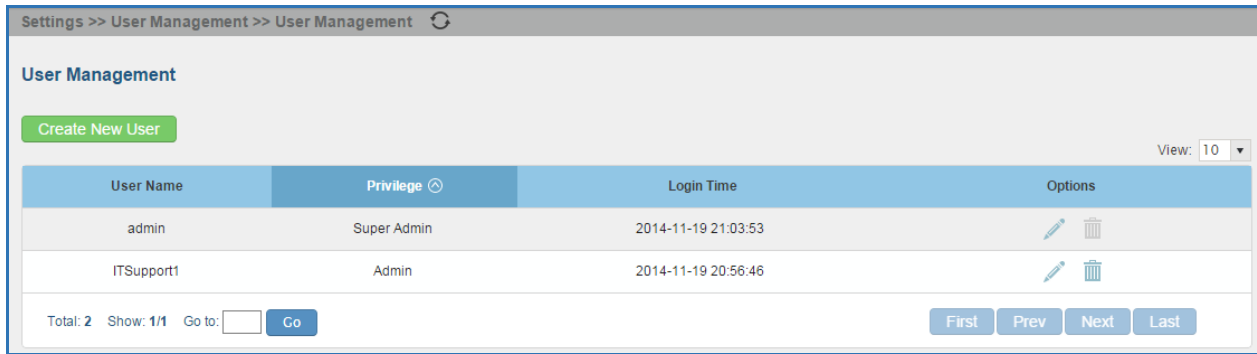 Settings >> User Management >> User Management
User Management
Create New User
View: 10
User Name Privilege Login Time Options
admin Super Admin 2014-11-19 21:03:53
ITSupport1 Admin 2014-11-19 20:56:46
Total: 2 Show: 1/1 Go to: Go First Prev Next Last